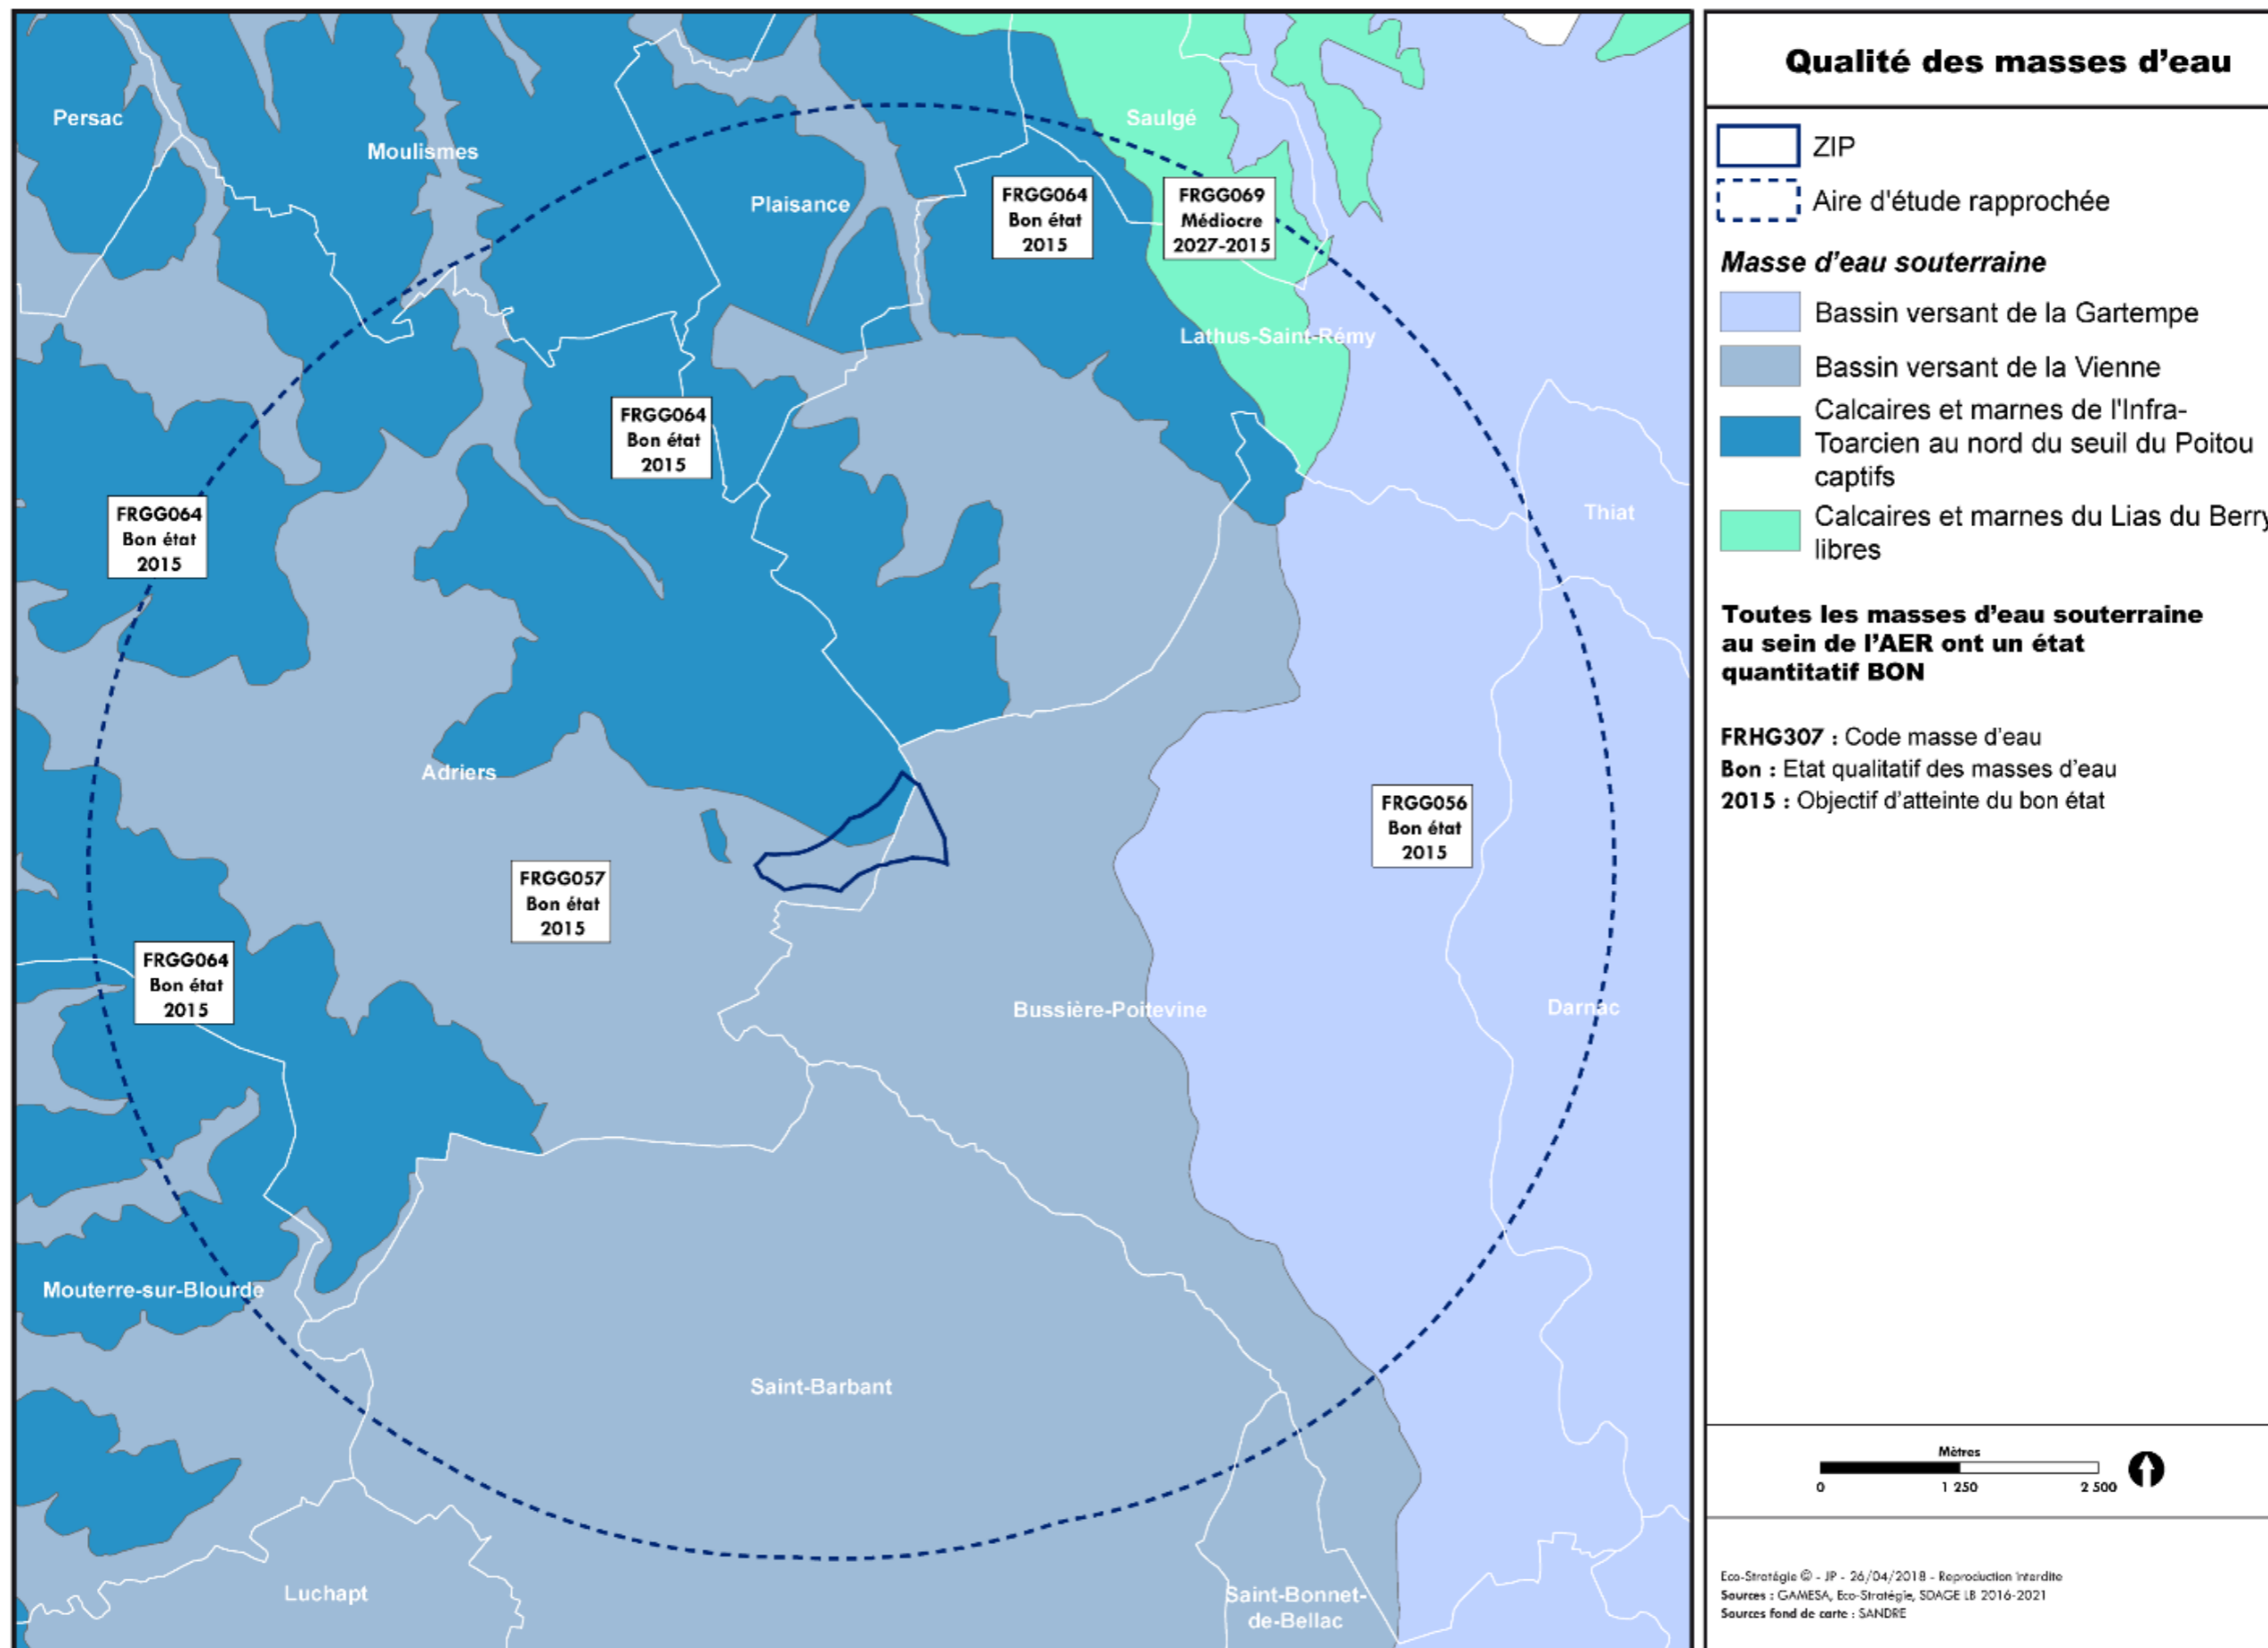 Persac
Moulismes
Plaisance
Saulgé
FRGG064
Bon état
2015
FRGG069
Médiocre
2027-2015
Lathus-Saint-Rémy
FRGG064
Bon état
2015
FRGG064
Bon état
2015
Thiat
Adriers
FRGG056
Bon état
2015
FRGG057
Bon état
2015
FRGG064
Bon état
2015
Bussière-Poitevine
Darnac
Mouterre-sur-Blourde
Saint-Barbant
Luchapt
Saint-Bonnet-
de-Bellac
Qualité des masses d'eau
ZIP
Aire d'étude rapprochée
Masse d'eau souterraine
Bassin versant de la Gartempe
Bassin versant de la Vienne
Calcaires et marnes de l'Infra-
Toarcien au nord du seuil du Poitou
captifs
Calcaires et marnes du Lias du Berry
libres
Toutes les masses d'eau souterraine
au sein de l'AER ont un état
quantitatif BON
FRHG307 : Code masse d'eau
Bon : Etat qualitatif des masses d'eau
2015 : Objectif d'atteinte du bon état
Mètres
0 1 250 2 500
Eco-Stratégie © - JP - 26/04/2018 - Reproduction interdite
Sources : GAMESA, Eco-Stratégie, SDAGE LB 2016-2021
Sources fond de carte : SANDRE